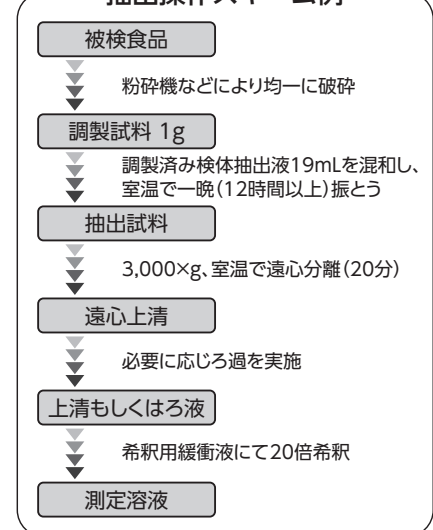 抽出操作スキーム例
被検食品
粉砕機などにより均一に破砕
調製試料 1g
調製済み検体抽出液19mLを混和し、
室温で一晩(12時間以上)振とう
抽出試料
3,000×g、室温で遠心分離(20分)
遠心上清
必要に応じろ過を実施
上清もしくはろ液
希釈用緩衝液にて20倍希釈
測定溶液